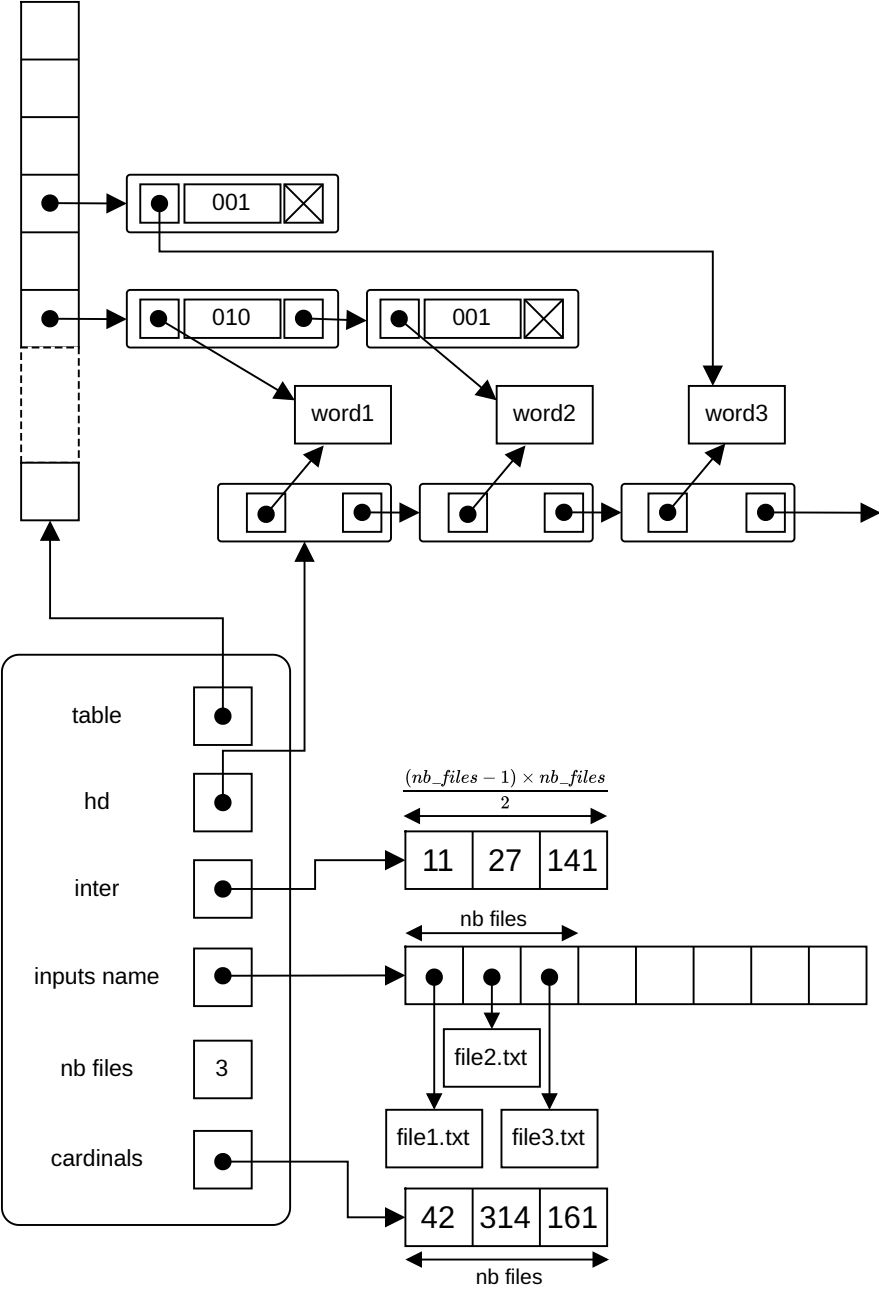 001
010
001
word1
word2
word3
table
hd
inter
inputs name
nb files
3
cardinals
(nb_files − 1) × nb_files
2
11 27 141
nb files
file2.txt
file1.txt
file3.txt
42 314 161
nb files